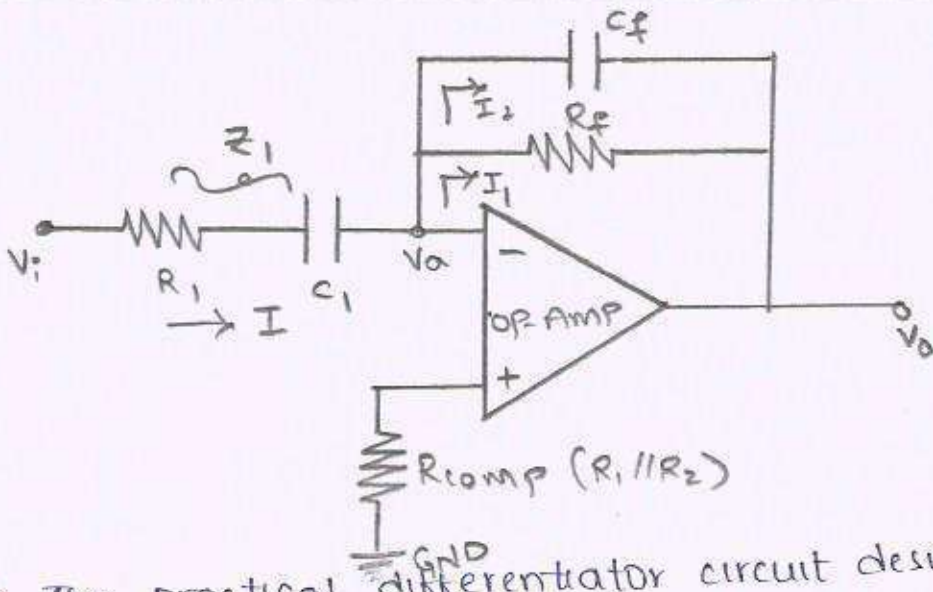 Cf
I2
Rf
Z1
I1
Vi
R1
C1
Va
I
-
OP-AMP
+
Vo
Rcomp (R1//R2)
GND
The practical differentiator circuit